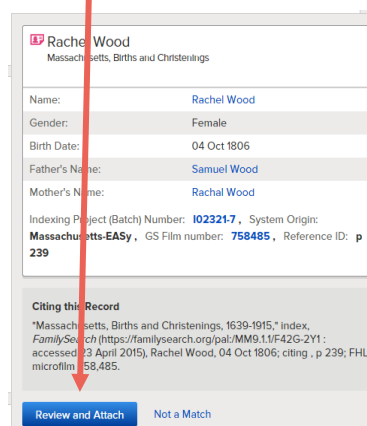 Rachel Wood
Massachusetts, Births and Christenings
Name: Rachel Wood
Gender: Female
Birth Date: 04 Oct 1806
Father's Name: Samuel Wood
Mother's Name: Rachal Wood
Indexing Project (Batch) Number: I02321-7 , System Origin:
Massachusetts-EASy , GS Film number: 758485 , Reference ID: p
239
Citing this Record
"Massachusetts, Births and Christenings, 1639-1915," index,
FamilySearch (https://familysearch.org/pal:/MM9.1.1/F42G-2Y1 :
accessed 23 April 2015), Rachel Wood, 04 Oct 1806; citing , p 239; FHL
microfilm 758,485.
Review and Attach Not a Match